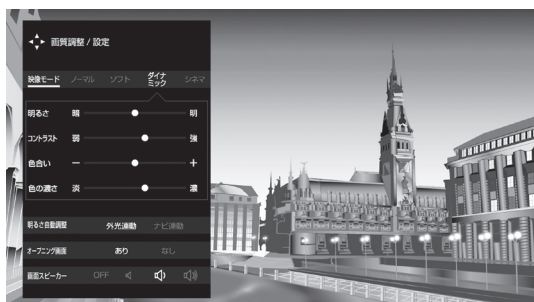 画質調整 / 設定
映像モード ノーマル ソフト ダイナミック シネマ
明るさ 暗 明
コントラスト 弱 強
色合い − +
色の濃さ 淡 濃
明るさ自動調整 外光連動 ナビ連動
オープニング画面 あり なし
画面スピーカー OFF